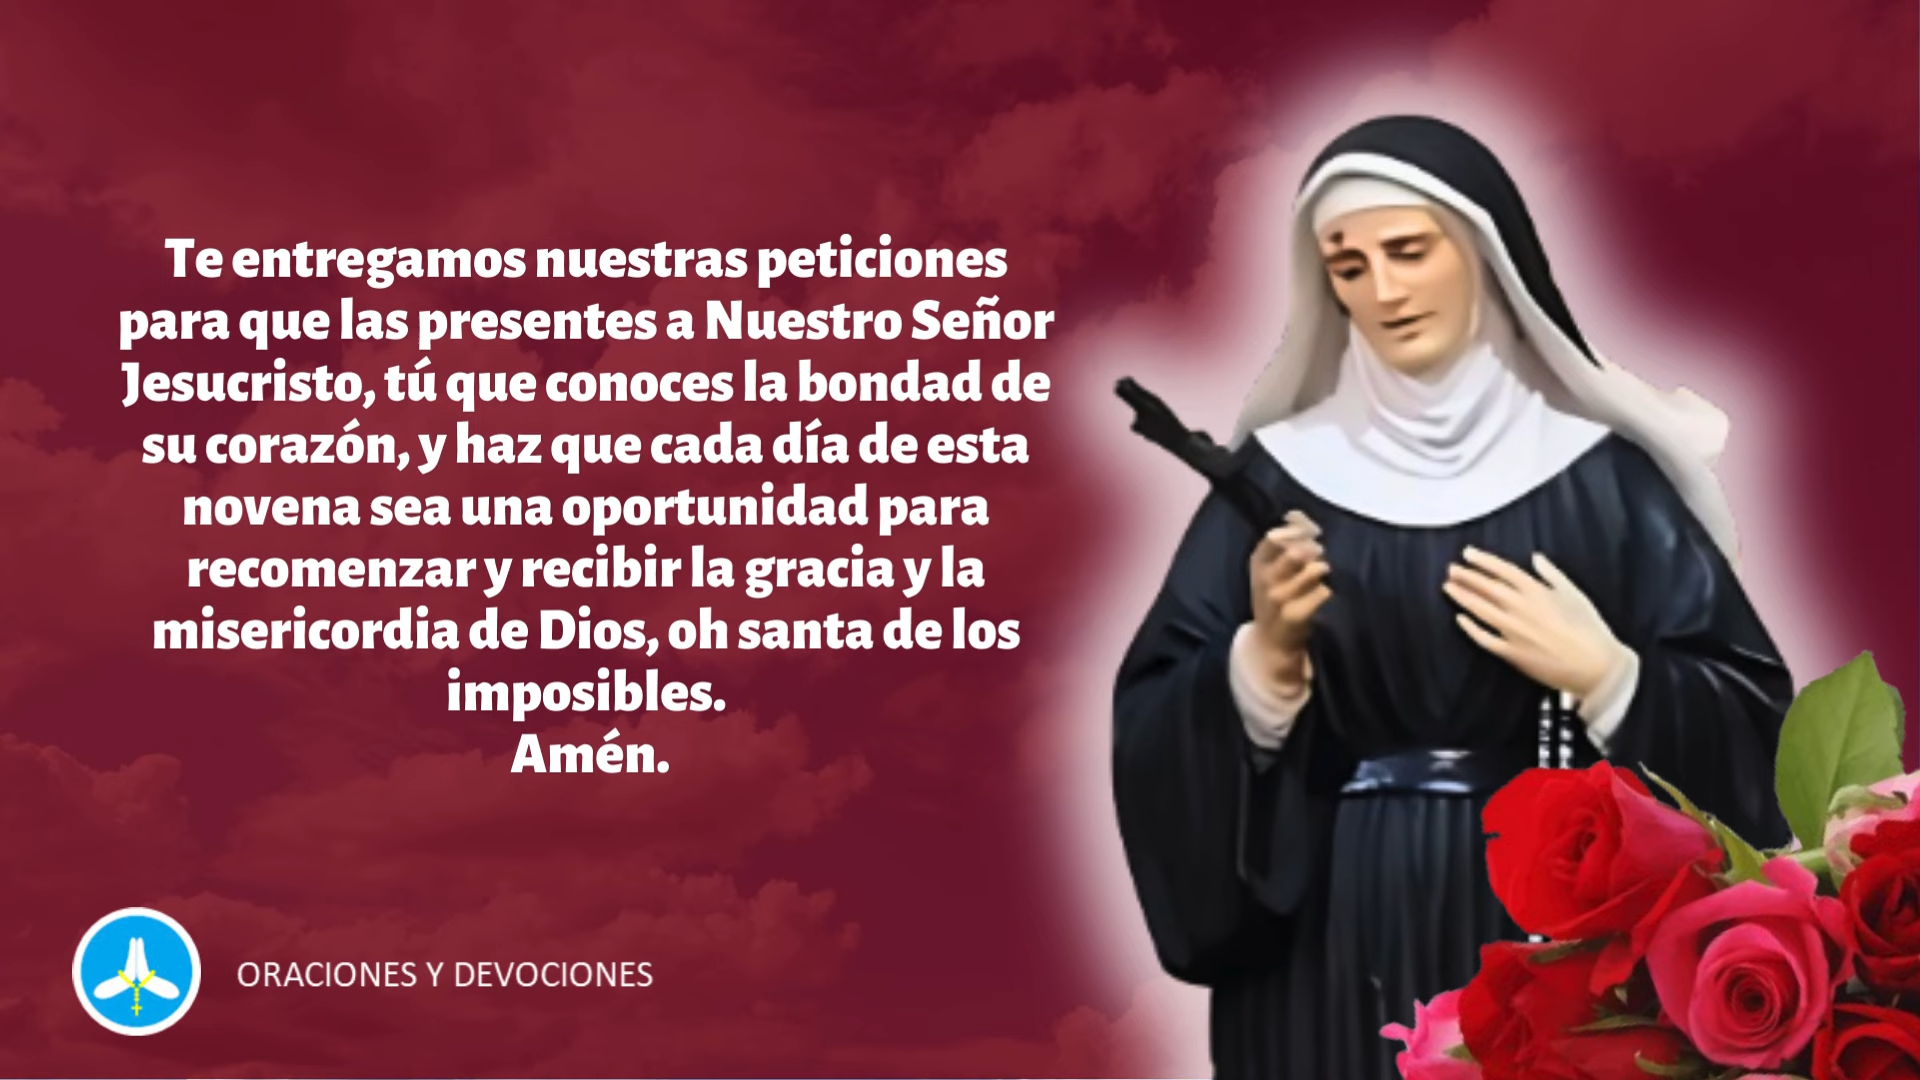 Te entregamos nuestras peticiones
para que las presentes a Nuestro Señor
Jesucristo, tú que conoces la bondad de
su corazón, y haz que cada día de esta
novena sea una oportunidad para
recomenzar y recibir la gracia y la
misericordia de Dios, oh santa de los
imposibles.
Amén.
ORACIONES Y DEVOCIONES